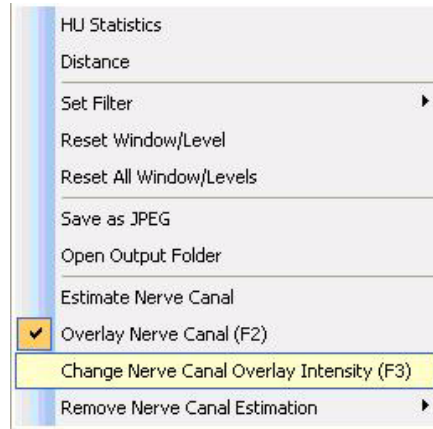 HU Statistics
Distance
Set Filter
Reset Window/Level
Reset All Window/Levels
Save as JPEG
Open Output Folder
Estimate Nerve Canal
Overlay Nerve Canal (F2)
Change Nerve Canal Overlay Intensity (F3)
Remove Nerve Canal Estimation